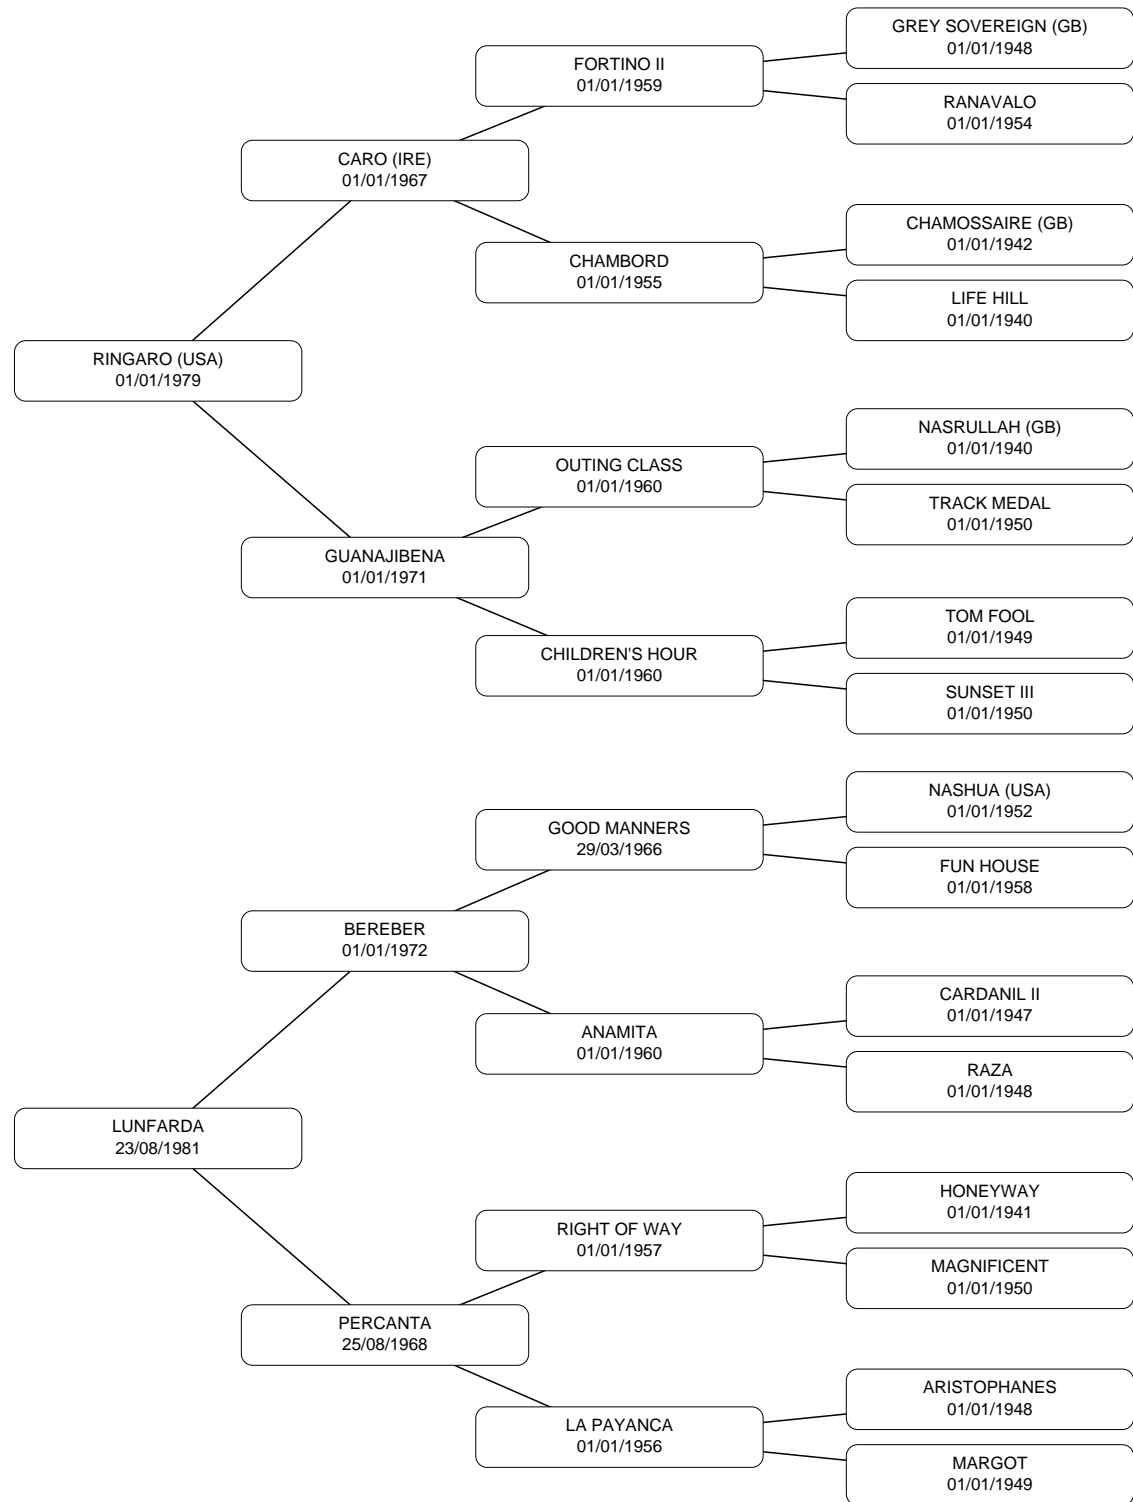 GREY SOVEREIGN (GB)
01/01/1948
FORTINO II
01/01/1959
RANAVALO
01/01/1954
CARO (IRE)
01/01/1967
CHAMOSSAIRE (GB)
01/01/1942
CHAMBORD
01/01/1955
LIFE HILL
01/01/1940
RINGARO (USA)
01/01/1979
NASRULLAH (GB)
01/01/1940
OUTING CLASS
01/01/1960
TRACK MEDAL
01/01/1950
GUANAJIBENA
01/01/1971
TOM FOOL
01/01/1949
CHILDREN'S HOUR
01/01/1960
SUNSET III
01/01/1950
NASHUA (USA)
01/01/1952
GOOD MANNERS
29/03/1966
FUN HOUSE
01/01/1958
BEREBER
01/01/1972
CARDANIL II
01/01/1947
ANAMITA
01/01/1960
RAZA
01/01/1948
LUNFARDA
23/08/1981
HONEYWAY
01/01/1941
RIGHT OF WAY
01/01/1957
MAGNIFICENT
01/01/1950
PERCANTA
25/08/1968
ARISTOPHANES
01/01/1948
LA PAYANCA
01/01/1956
MARGOT
01/01/1949